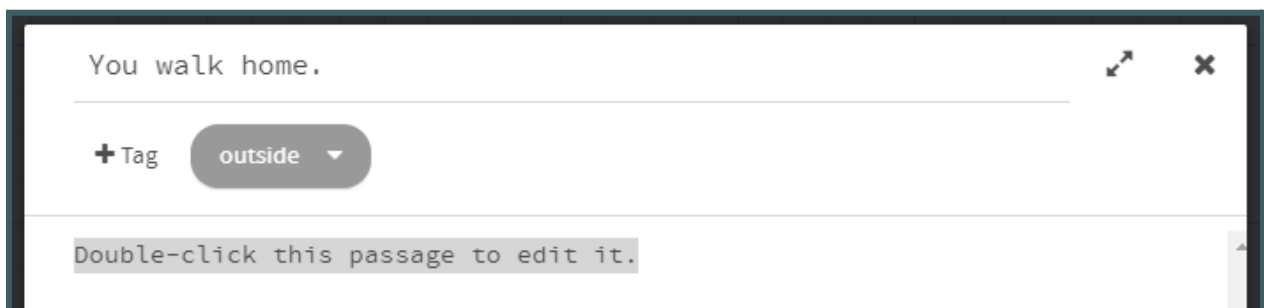 You walk home.
+ Tag outside
Double-click this passage to edit it.